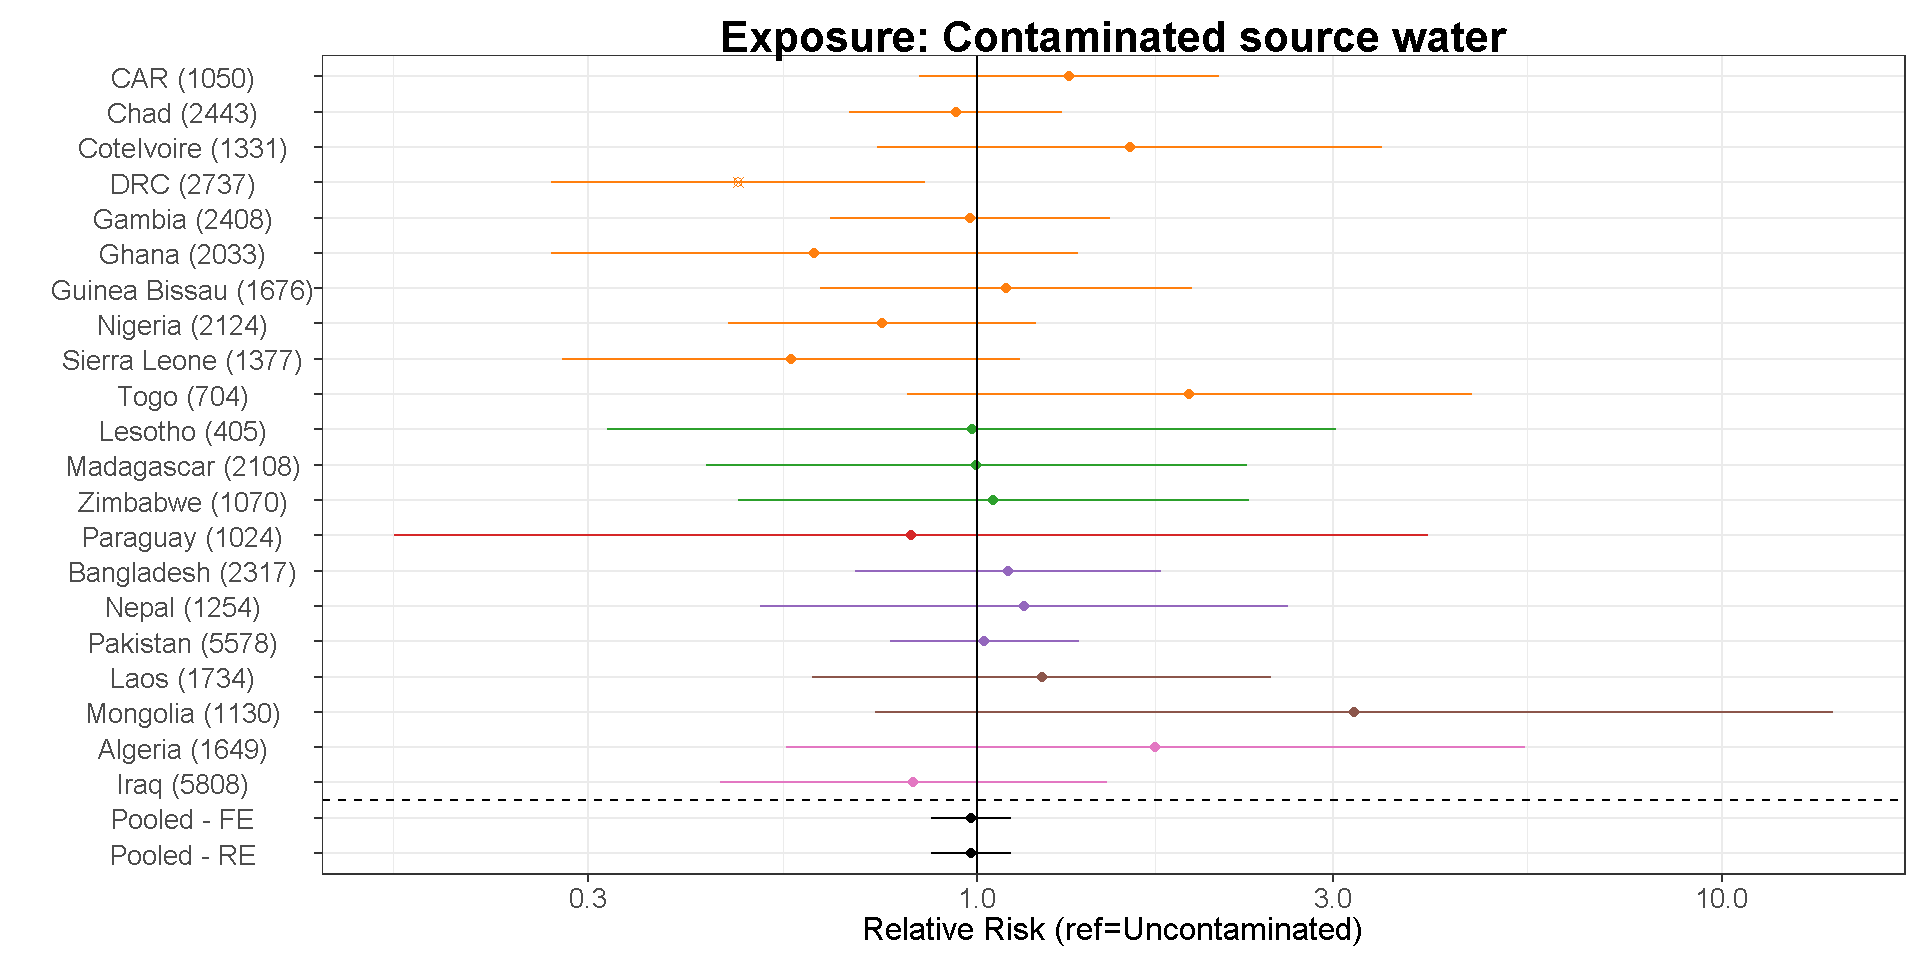 Exposure: Contaminated source water
CAR (1050)
Chad (2443)
CoteIvoire (1331)
DRC (2737)
Gambia (2408)
Ghana (2033)
Guinea Bissau (1676)
Nigeria (2124)
Sierra Leone (1377)
Togo (704)
Lesotho (405)
Madagascar (2108)
Zimbabwe (1070)
Paraguay (1024)
Bangladesh (2317)
Nepal (1254)
Pakistan (5578)
Laos (1734)
Mongolia (1130)
Algeria (1649)
Iraq (5808)
Pooled - FE
Pooled - RE
0.3 1.0 3.0 10.0
Relative Risk (ref=Uncontaminated)